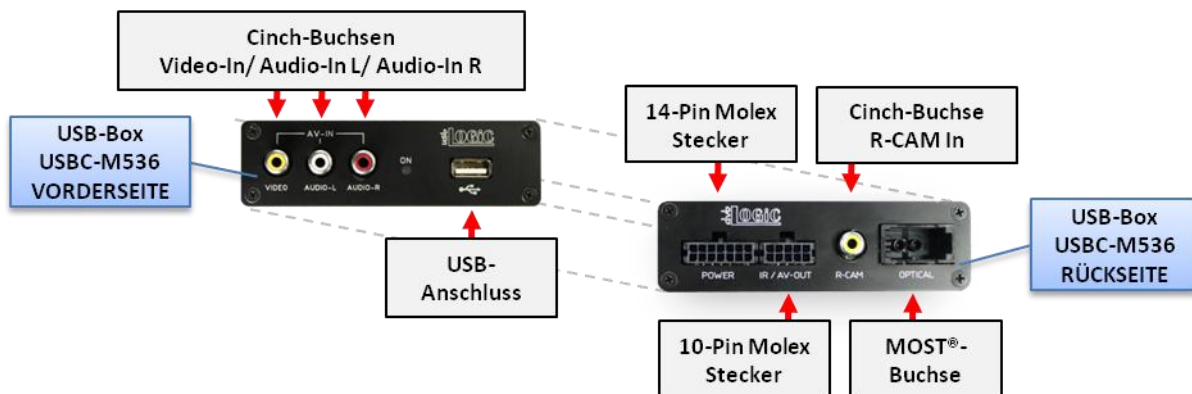 Cinch-Buchsen
Video-In/ Audio-In L/ Audio-In R
USB-Box
USBC-M536
VORDERSEITE
AV-IN
LOGiC
ON
VIDEO
AUDIO-L
AUDIO-R
USB-
Anschluss
14-Pin Molex
Stecker
Cinch-Buchse
R-CAM In
LOGiC
POWER
IR / AV-OUT
R-CAM
OPTICAL
USB-Box
USBC-M536
RÜCKSEITE
10-Pin Molex
Stecker
MOST®-
Buchse